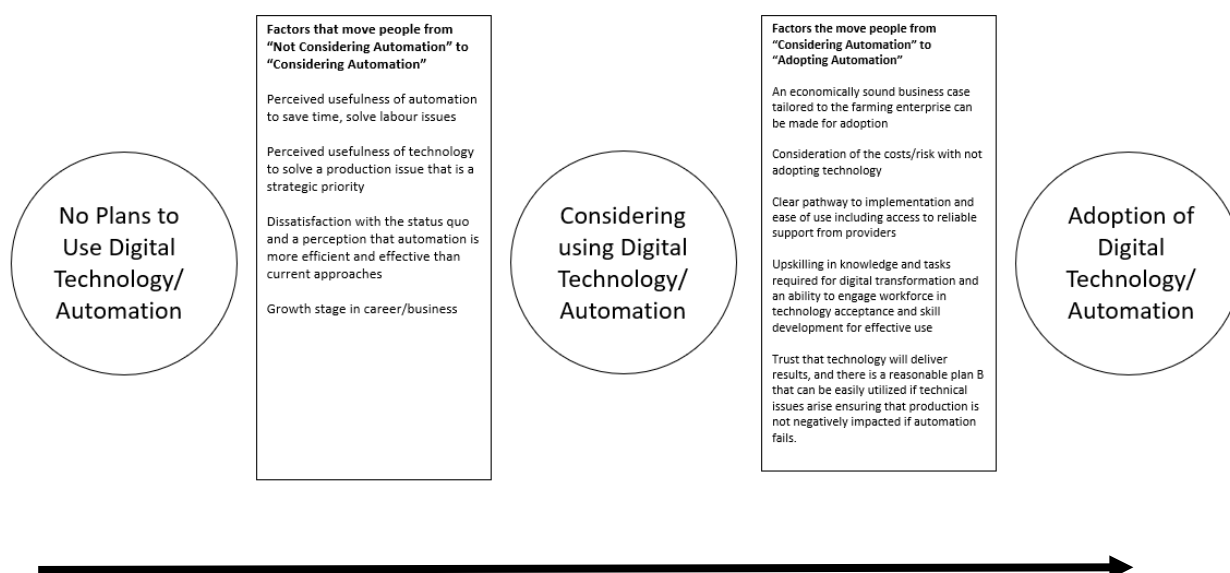 No Plans to
Use Digital
Technology/
Automation
Factors that move people from
“Not Considering Automation” to
“Considering Automation”
Perceived usefulness of automation
to save time, solve labour issues
Perceived usefulness of technology
to solve a production issue that is a
strategic priority
Dissatisfaction with the status quo
and a perception that automation is
more efficient and effective than
current approaches
Growth stage in career/business
Considering
using Digital
Technology/
Automation
Factors the move people from
“Considering Automation” to
“Adopting Automation”
An economically sound business case
tailored to the farming enterprise can
be made for adoption
Consideration of the costs/risk with not
adopting technology
Clear pathway to implementation and
ease of use including access to reliable
support from providers
Upskilling in knowledge and tasks
required for digital transformation and
an ability to engage workforce in
technology acceptance and skill
development for effective use
Trust that technology will deliver
results, and there is a reasonable plan B
that can be easily utilized if technical
issues arise ensuring that production is
not negatively impacted if automation
fails.
Adoption of
Digital
Technology/
Automation